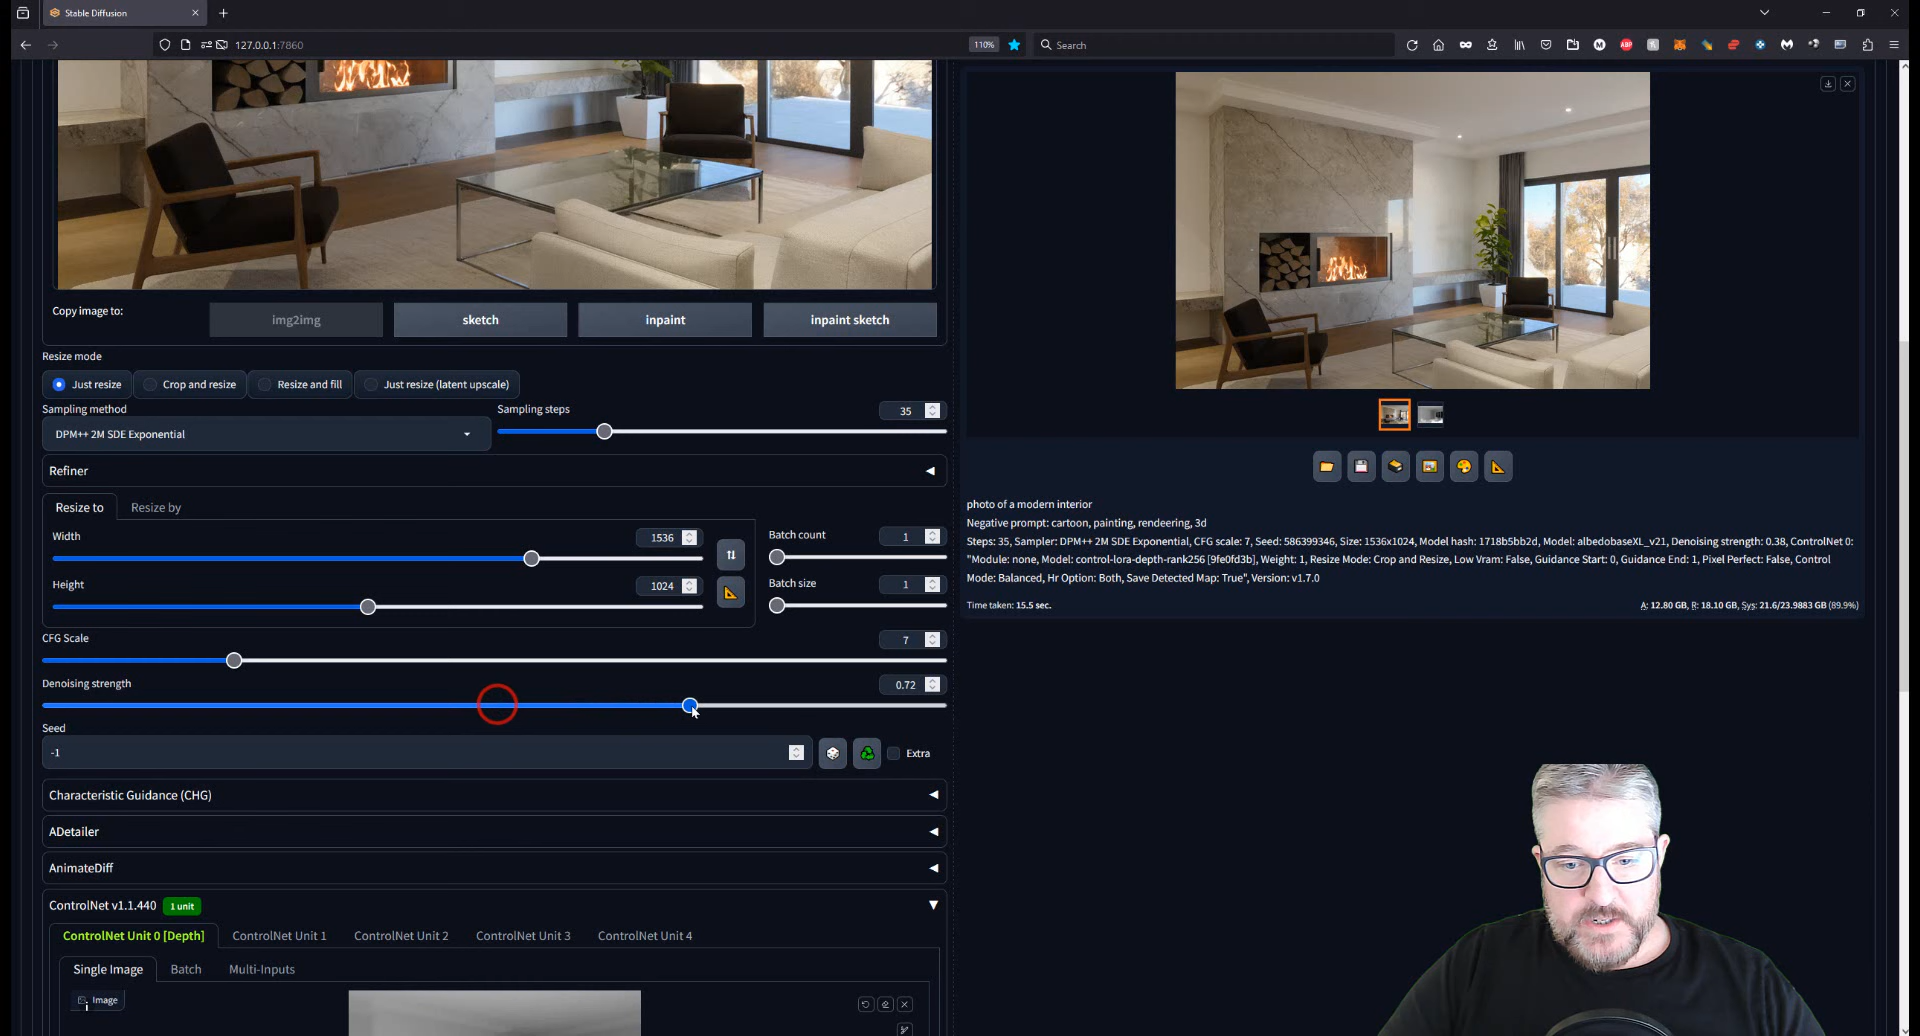 Stable Diffusion
127.0.0.1:7860
110%
Search
Copy image to:
img2img
sketch
inpaint
inpaint sketch
Resize mode
Just resize
Crop and resize
Resize and fill
Just resize (latent upscale)
Sampling method
Sampling steps
35
DPM++ 2M SDE Exponential
Refiner
Resize to
Resize by
Width
1536
Batch count
1
Height
1024
Batch size
1
CFG Scale
7
Denoising strength
0.72
Seed
-1
Extra
Characteristic Guidance (CHG)
ADetailer
AnimateDiff
ControlNet v1.1.440
1 unit
ControlNet Unit 0 [Depth]
ControlNet Unit 1
ControlNet Unit 2
ControlNet Unit 3
ControlNet Unit 4
Single Image
Batch
Multi-Inputs
Image
photo of a modern interior
Negative prompt: cartoon, painting, rendeering, 3d
Steps: 35, Sampler: DPM++ 2M SDE Exponential, CFG scale: 7, Seed: 586399346, Size: 1536x1024, Model hash: 1718b5bb2d, Model: albedobaseXL_v21, Denoising strength: 0.38, ControlNet 0:
"Module: none, Model: control-lora-depth-rank256 [9fe0fd3b], Weight: 1, Resize Mode: Crop and Resize, Low Vram: False, Guidance Start: 0, Guidance End: 1, Pixel Perfect: False, Control
Mode: Balanced, Hr Option: Both, Save Detected Map: True", Version: v1.7.0
Time taken: 15.5 sec.
A: 12.80 GB, R: 18.10 GB, Sys: 21.6/23.9883 GB (89.9%)